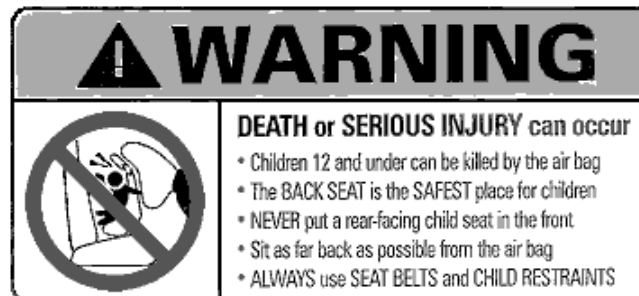 WARNING
DEATH or SERIOUS INJURY can occur
• Children 12 and under can be killed by the air bag
• The BACK SEAT is the SAFEST place for children
• NEVER put a rear-facing child seat in the front
• Sit as far back as possible from the air bag
• ALWAYS use SEAT BELTS and CHILD RESTRAINTS